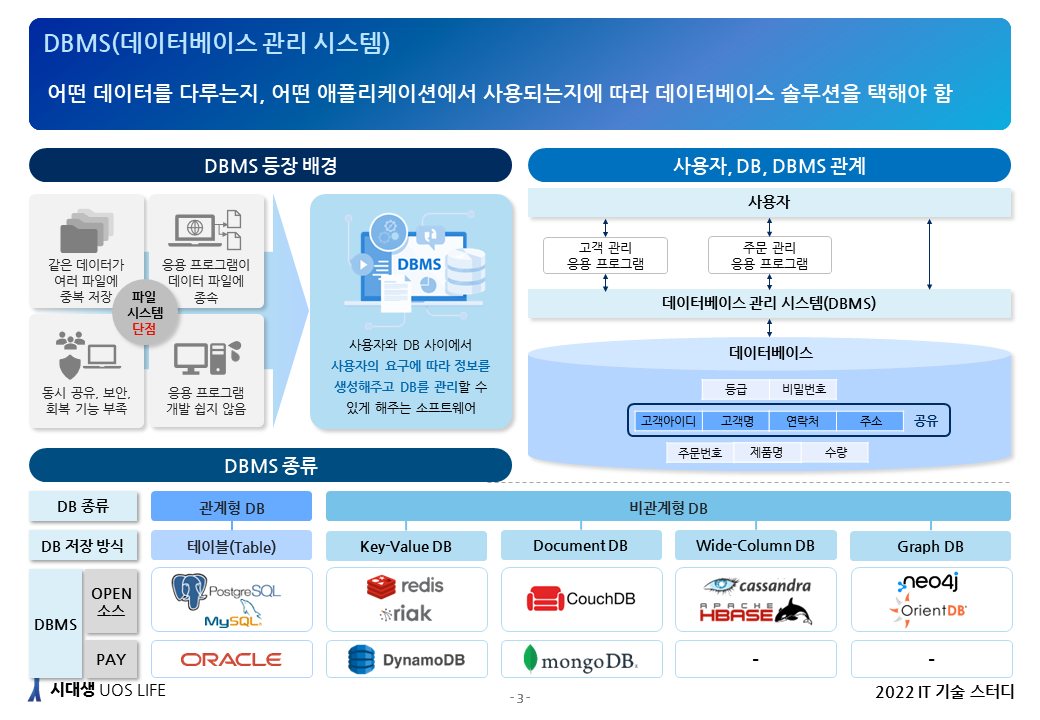 DBMS(데이터베이스 관리 시스템)
어떤 데이터를 다루는지, 어떤 애플리케이션에서 사용되는지에 따라 데이터베이스 솔루션을 택해야 함
DBMS 등장 배경
같은 데이터가
여러 파일에
중복 저장
응용 프로그램이
데이터 파일에
종속
파일
시스템
단점
동시 공유, 보안,
회복 기능 부족
응용 프로그램
개발 쉽지 않음
DBMS
사용자와 DB 사이에서
사용자의 요구에 따라 정보를
생성해주고 DB를 관리할 수
있게 해주는 소프트웨어
사용자, DB, DBMS 관계
사용자
고객 관리
응용 프로그램
주문 관리
응용 프로그램
데이터베이스 관리 시스템(DBMS)
데이터베이스
등급 비밀번호
고객아이디 고객명 연락처 주소 공유
주문번호 제품명 수량
DBMS 종류
DB 종류 관계형 DB 비관계형 DB
DB 저장 방식 테이블(Table) Key-Value DB Document DB Wide-Column DB Graph DB
DBMS
OPEN
소스
PostgreSQL
MySQL
redis
riak
CouchDB
cassandra
APACHE
HBASE
neo4j
OrientDB
PAY ORACLE DynamoDB mongoDB - -
시대생 UOS LIFE
- 3 -
2022 IT 기술 스터디